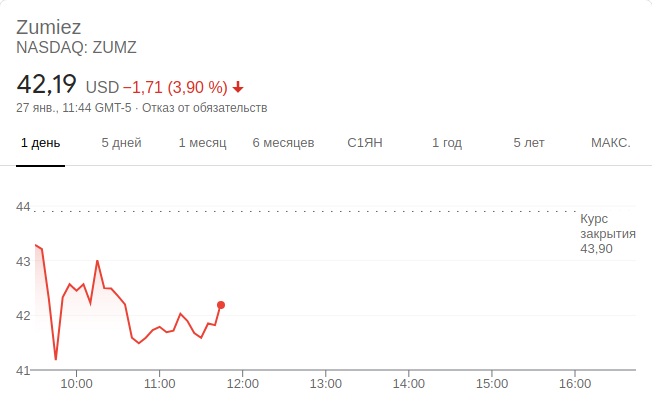 Zumiez
NASDAQ: ZUMZ
42,19 USD −1,71 (3,90 %)
27 янв., 11:44 GMT-5 · Отказ от обязательств
1 день 5 дней 1 месяц 6 месяцев С1ЯН 1 год 5 лет МАКС.
44
Курс
закрытия
43,90
43
42
41
10:00 11:00 12:00 13:00 14:00 15:00 16:00